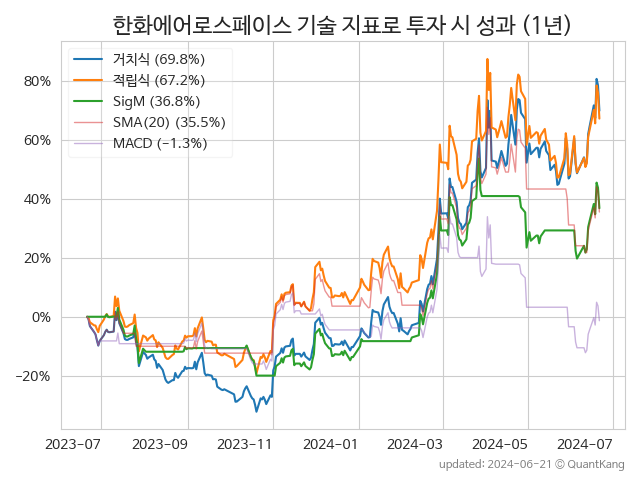 한화에어로스페이스 기술 지표로 투자 시 성과 (1년)
거치식 (69.8%)
적립식 (67.2%)
SigM (36.8%)
SMA(20) (35.5%)
MACD (−1.3%)
80%
60%
40%
20%
0%
−20%
2023-07
2023-09
2023-11
2024-01
2024-03
2024-05
2024-07
updated: 2024-06-21 © QuantKang